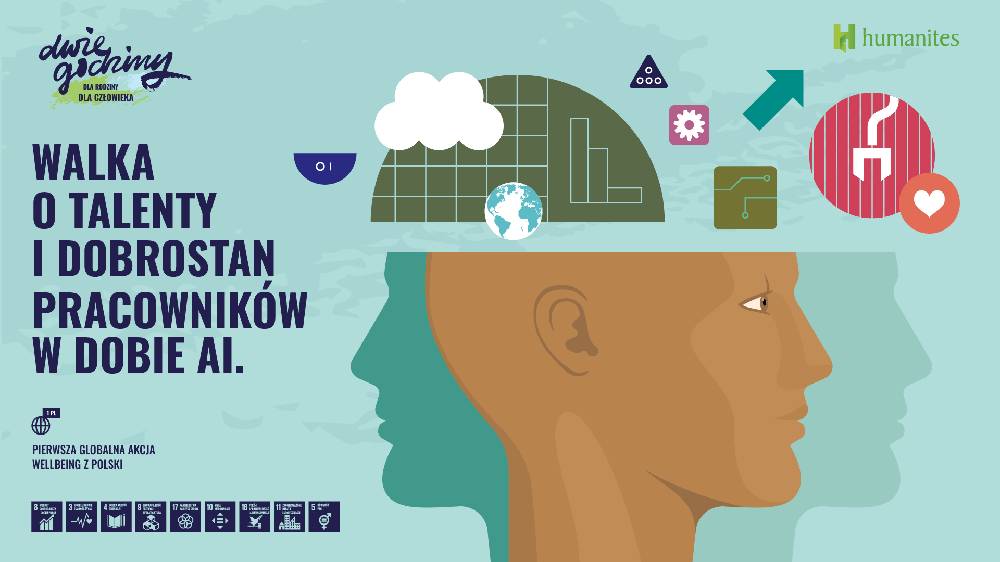 dwie
godziny
DLA RODZINY
DLA CZŁOWIEKA
humanites
WALKA
O TALENTY
I DOBROSTAN
PRACOWNIKÓW
W DOBIE AI.
1 PL
PIERWSZA GLOBALNA AKCJA
WELLBEING Z POLSKI
8 WZROST
GOSPODARCZY
I GODNA PRACA
3 DOBRE ZDROWIE
I JAKOŚĆ ŻYCIA
4 DOBRA JAKOŚĆ
EDUKACJI
9 INNOWACYJNOŚĆ,
PRZEMYSŁ,
INFRASTRUKTURA
17 PARTNERSTWA
NA RZECZ CELÓW
10 MNIEJ
NIERÓWNOŚCI
16 POKÓJ,
SPRAWIEDLIWOŚĆ
I SILNE INSTYTUCJE
11 ZRÓWNOWAŻONE
MIASTA
I SPOŁECZNOŚCI
5 RÓWNOŚĆ
PŁCI